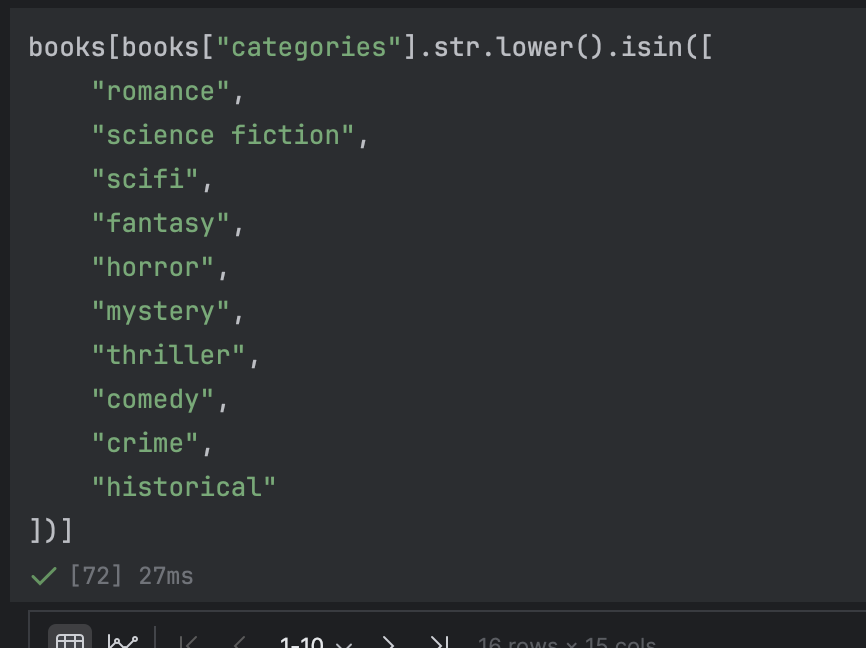 books[books["categories"].str.lower().isin([
    "romance",
    "science fiction",
    "scifi",
    "fantasy",
    "horror",
    "mystery",
    "thriller",
    "comedy",
    "crime",
    "historical"
])]
[72] 27ms
1-10 16 rows × 15 cols